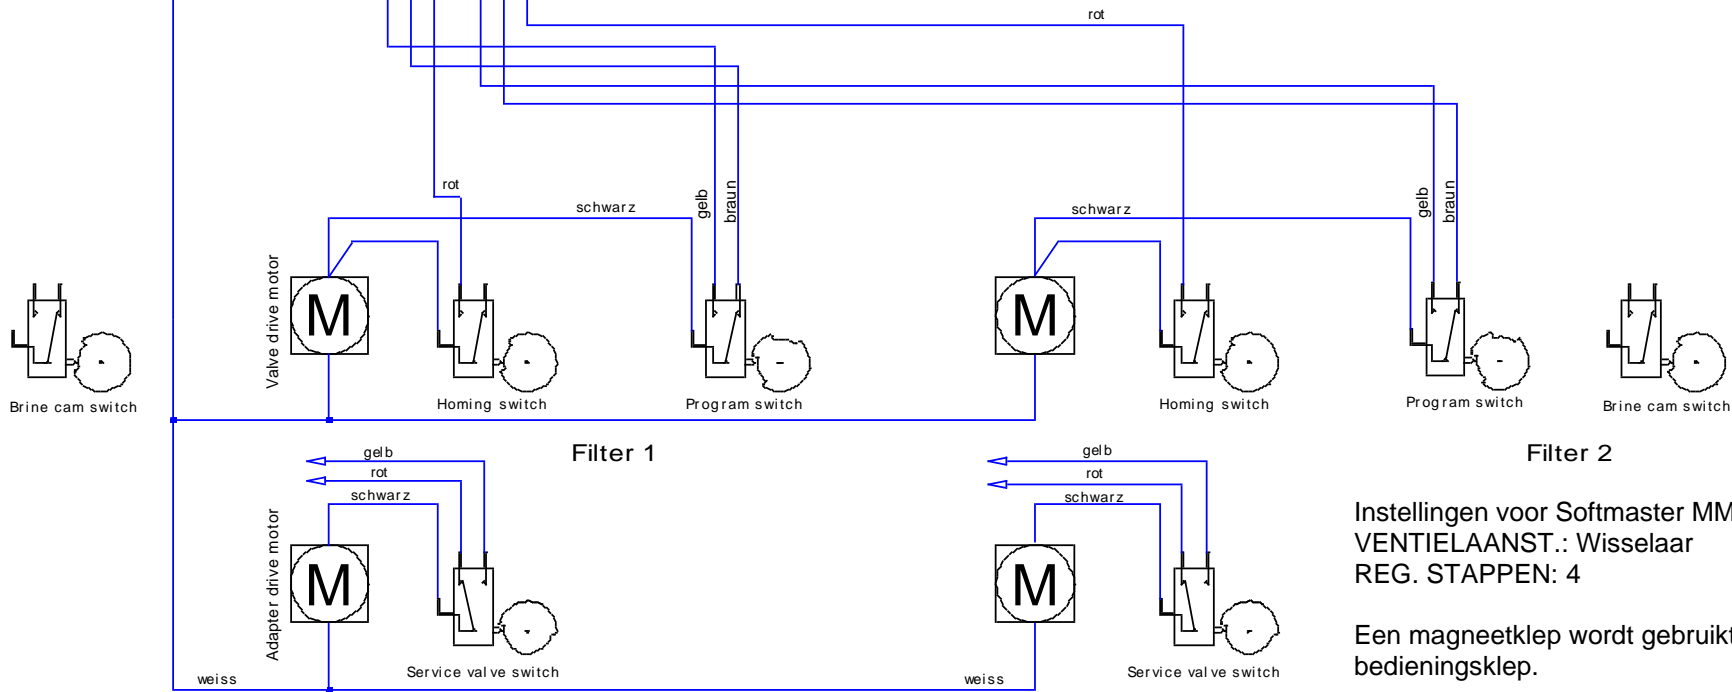 rot
rot
schwarz
gelb
braun
schwarz
gelb
braun
Valve drive motor
M
M
Brine cam switch
Homing switch
Program switch
Homing switch
Program switch
Brine cam switch
Filter 1
Filter 2
gelb
rot
schwarz
gelb
rot
schwarz
Adapter drive motor
M
M
Service valve switch
Service valve switch
weiss
weiss
Instellingen voor Softmaster MM
VENTIELAANST.: Wisselaar
REG. STAPPEN: 4
Een magneetklep wordt gebruikt
bedieningsklep.